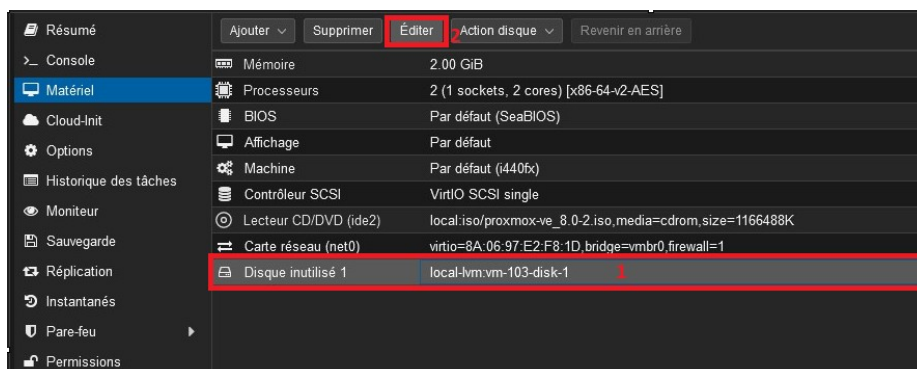 Résumé
Console
Matériel
Cloud-Init
Options
Historique des tâches
Moniteur
Sauvegarde
Réplication
Instantanés
Pare-feu
Permissions
Ajouter Supprimer Éditer 2 Action disque Revenir en arrière
Mémoire 2.00 GiB
Processeurs 2 (1 sockets, 2 cores) [x86-64-v2-AES]
BIOS Par défaut (SeaBIOS)
Affichage Par défaut
Machine Par défaut (i440fx)
Contrôleur SCSI VirtIO SCSI single
Lecteur CD/DVD (ide2) local:iso/proxmox-ve_8.0-2.iso,media=cdrom,size=1166488K
Carte réseau (net0) virtio=8A:06:97:E2:F8:1D,bridge=vmbr0,firewall=1
Disque inutilisé 1 local-lvm:vm-103-disk-1 1